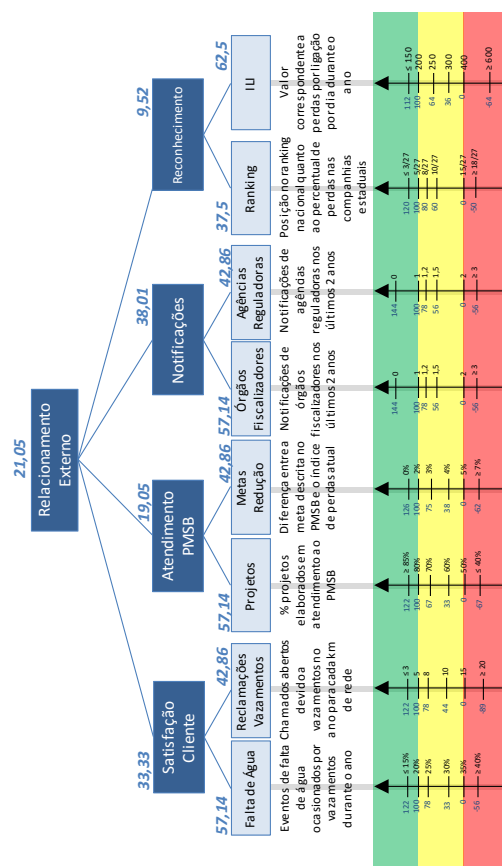 21,05
Relacionamento
Externo
33,33
Satisfação
Cliente
19,05
Atendimento
PMSB
38,01
Notificações
9,52
Reconhecimento
57,14
Falta de Água
42,86
Reclamações
Vazamentos
57,14
Projetos
42,86
Metas
Redução
57,14
Órgãos
Fiscalizadores
42,86
Agências
Reguladoras
37,5
Ranking
62,5
ILI
Eventos de falta
de água
ocasionados por
vazamentos
durante o ano
Chamados abertos
devido a
vazamentos no
ano para cada km
de rede
% projetos
elaborados em
atendimento ao
PMSB
Diferença entre a
meta descrita no
PMSB e o índice
de perdas atual
Notificações de
órgãos
fiscalizadores nos
últimos 2 anos
Notificações de
agências
reguladoras nos
últimos 2 anos
Posição no ranking
nacional quanto
ao percentual de
perdas nas
companhias
estaduais
Valor
correspondente a
perdas por ligação
por dia durante o
ano
122 ≤ 15%
100 20%
78 25%
33 30%
0 35%
-56 ≥ 40%
122 ≤ 3
100 5
78 8
44 10
0 15
-89 ≥ 20
122 ≥ 85%
100 80%
67 70%
33 60%
0 50%
-67 ≤ 40%
126 0%
100 2%
75 3%
38 4%
0 5%
-62 ≥ 7%
144 0
100 1
78 1,2
56 1,5
0 2
-56 ≥ 3
144 0
100 1
78 1,2
56 1,5
0 2
-56 ≥ 3
120 ≤ 3/27
100 5/27
80 8/27
60 10/27
0 15/27
-50 ≥ 18/27
112 ≤ 150
100 200
64 250
36 300
0 400
-64 ≥ 600